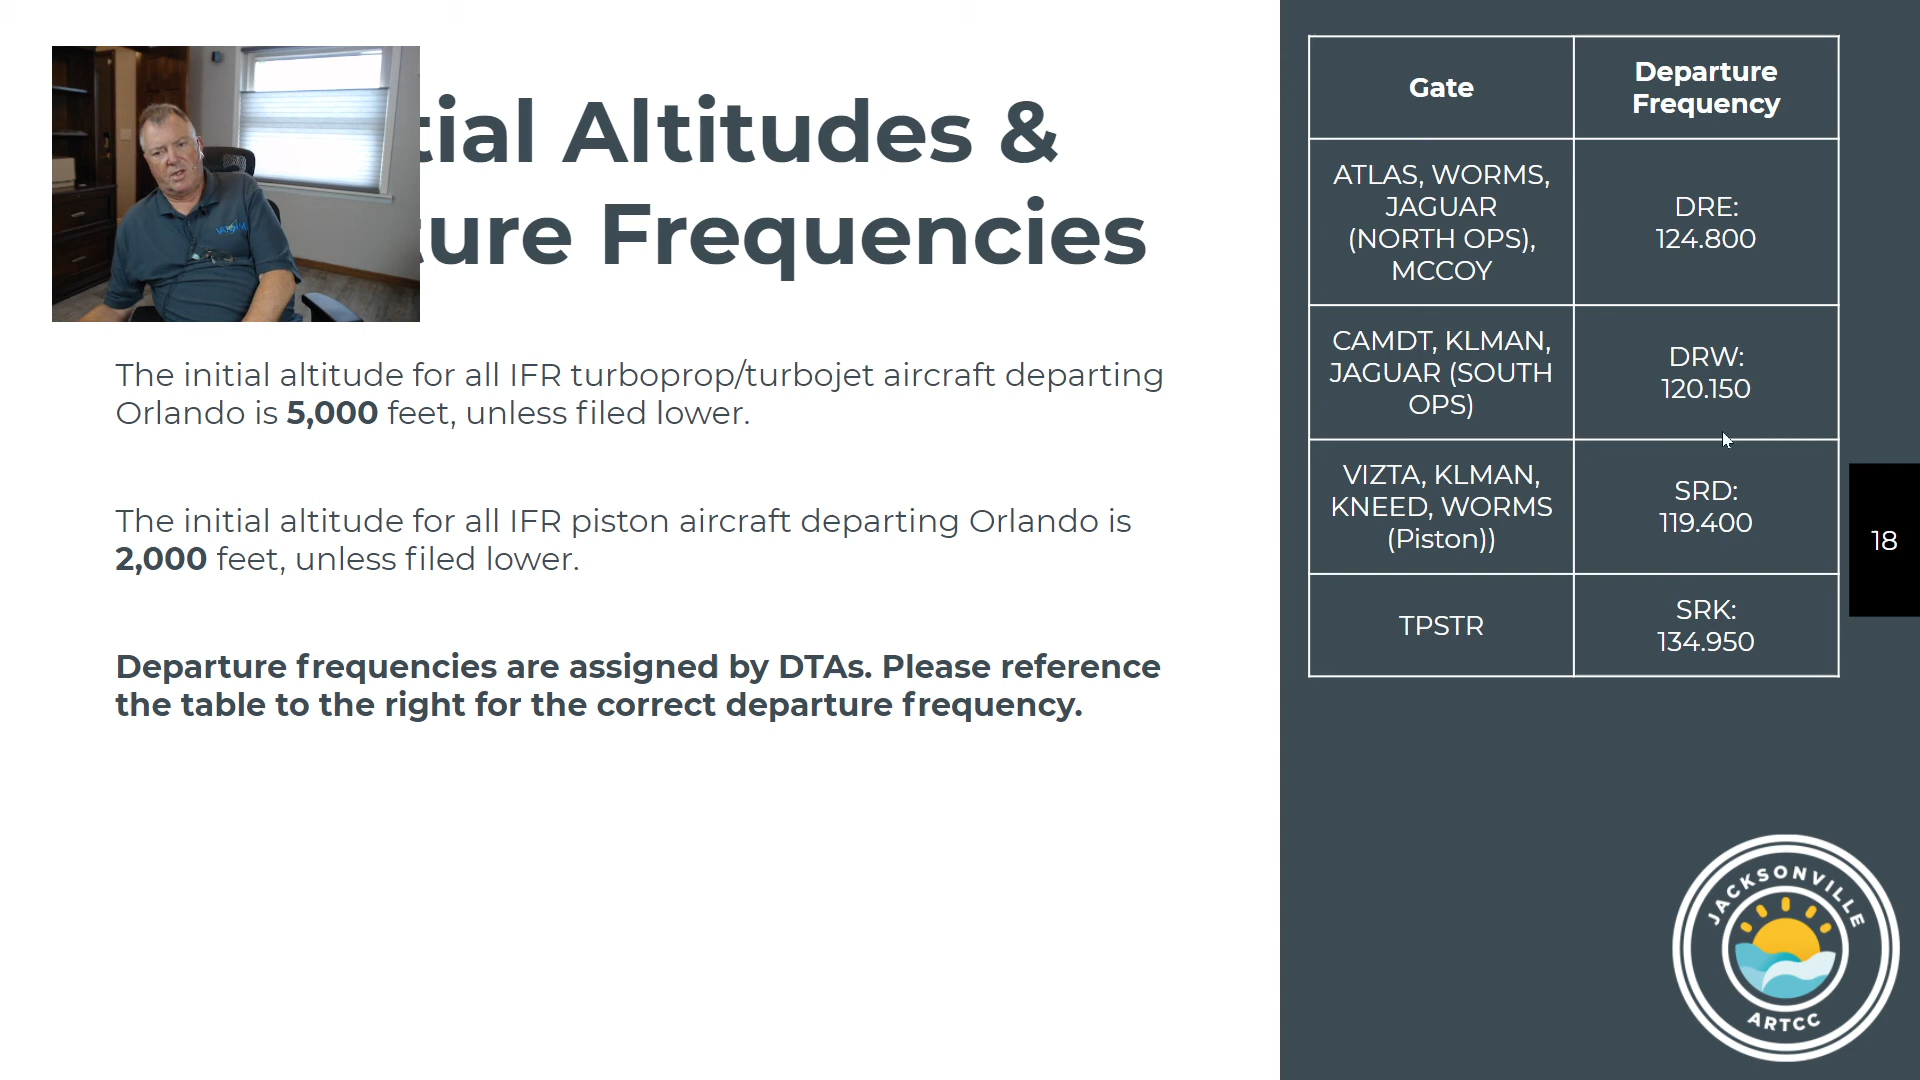 tial Altitudes &
ture Frequencies
The initial altitude for all IFR turboprop/turbojet aircraft departing
Orlando is 5,000 feet, unless filed lower.
The initial altitude for all IFR piston aircraft departing Orlando is
2,000 feet, unless filed lower.
Departure frequencies are assigned by DTAs. Please reference
the table to the right for the correct departure frequency.
Gate
Departure
Frequency
ATLAS, WORMS,
JAGUAR
(NORTH OPS),
MCCOY
DRE:
124.800
CAMDT, KLMAN,
JAGUAR (SOUTH
OPS)
DRW:
120.150
VIZTA, KLMAN,
KNEED, WORMS
(Piston))
SRD:
119.400
TPSTR
SRK:
134.950
18
JACKSONVILLE
ARTCC